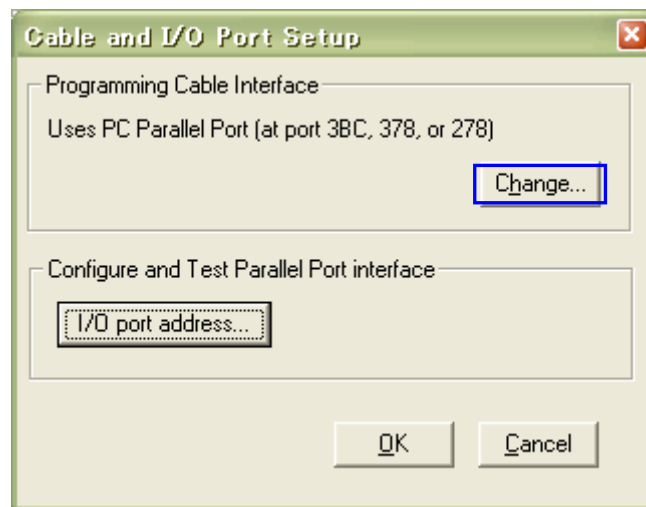 Cable and I/O Port Setup
Programming Cable Interface
Uses PC Parallel Port (at port 3BC, 378, or 278)
Change...
Configure and Test Parallel Port interface
I/O port address...
OK Cancel